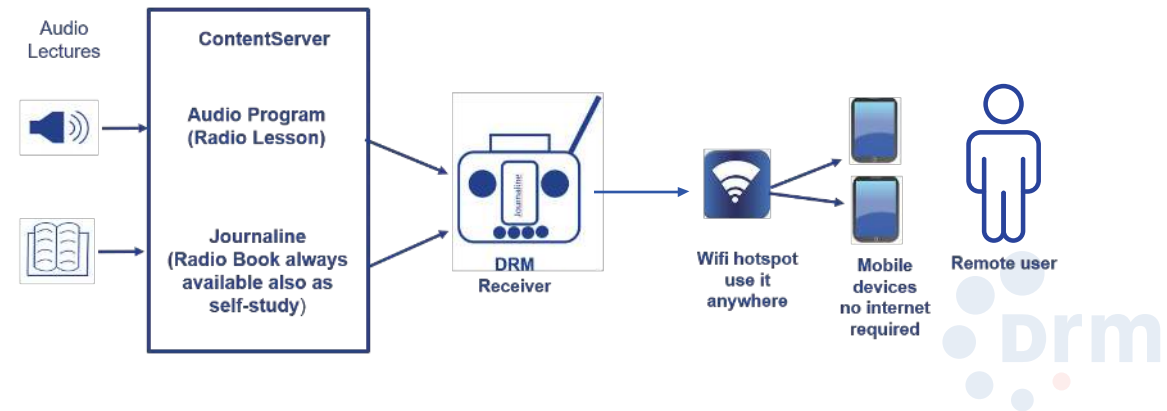 Audio
Lectures
ContentServer
Audio Program
(Radio Lesson)
Journaline
(Radio Book always
available also as
self-study)
Journaline
DRM
Receiver
Wifi hotspot
use it
anywhere
Mobile
devices
no internet
required
Remote user
Drm